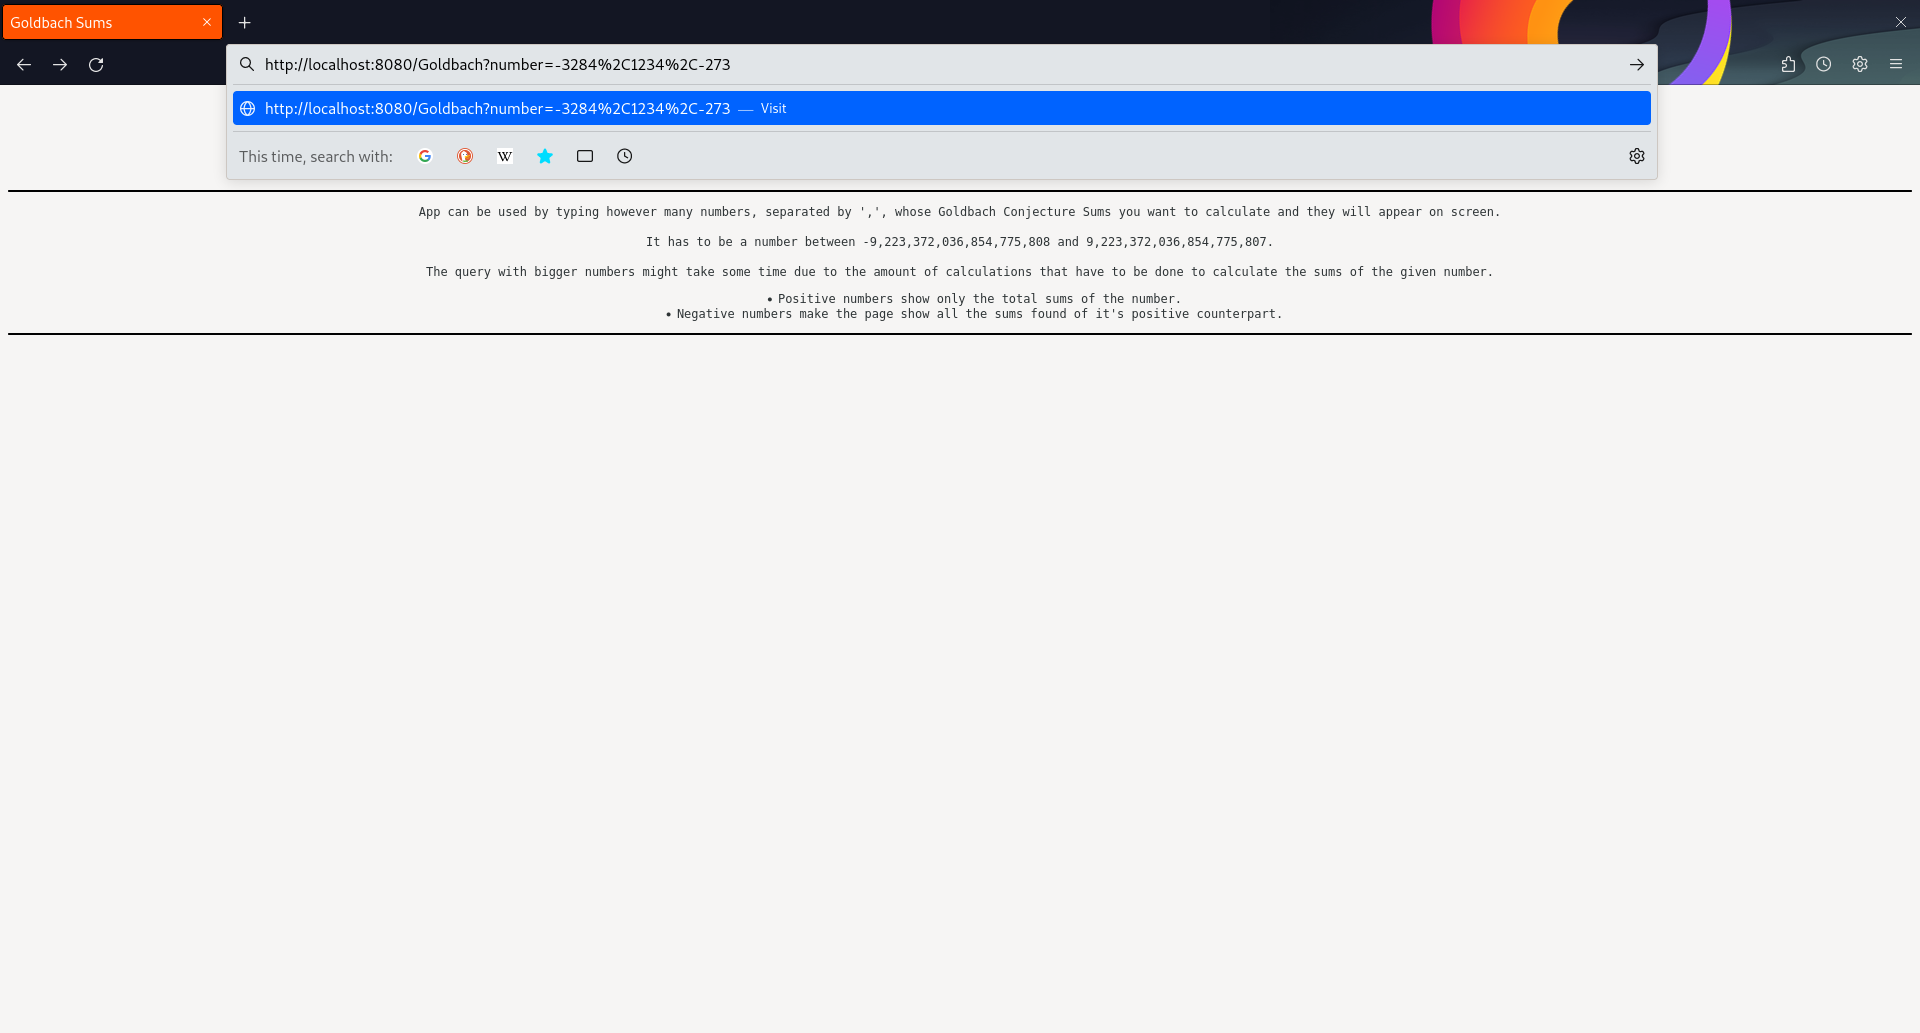 Goldbach Sums
http://localhost:8080/Goldbach?number=-3284%2C1234%2C-273
http://localhost:8080/Goldbach?number=-3284%2C1234%2C-273 — Visit
This time, search with:
W
App can be used by typing however many numbers, separated by ',', whose Goldbach Conjecture Sums you want to calculate and they will appear on screen.
It has to be a number between -9,223,372,036,854,775,808 and 9,223,372,036,854,775,807.
The query with bigger numbers might take some time due to the amount of calculations that have to be done to calculate the sums of the given number.
• Positive numbers show only the total sums of the number.
• Negative numbers make the page show all the sums found of it's positive counterpart.